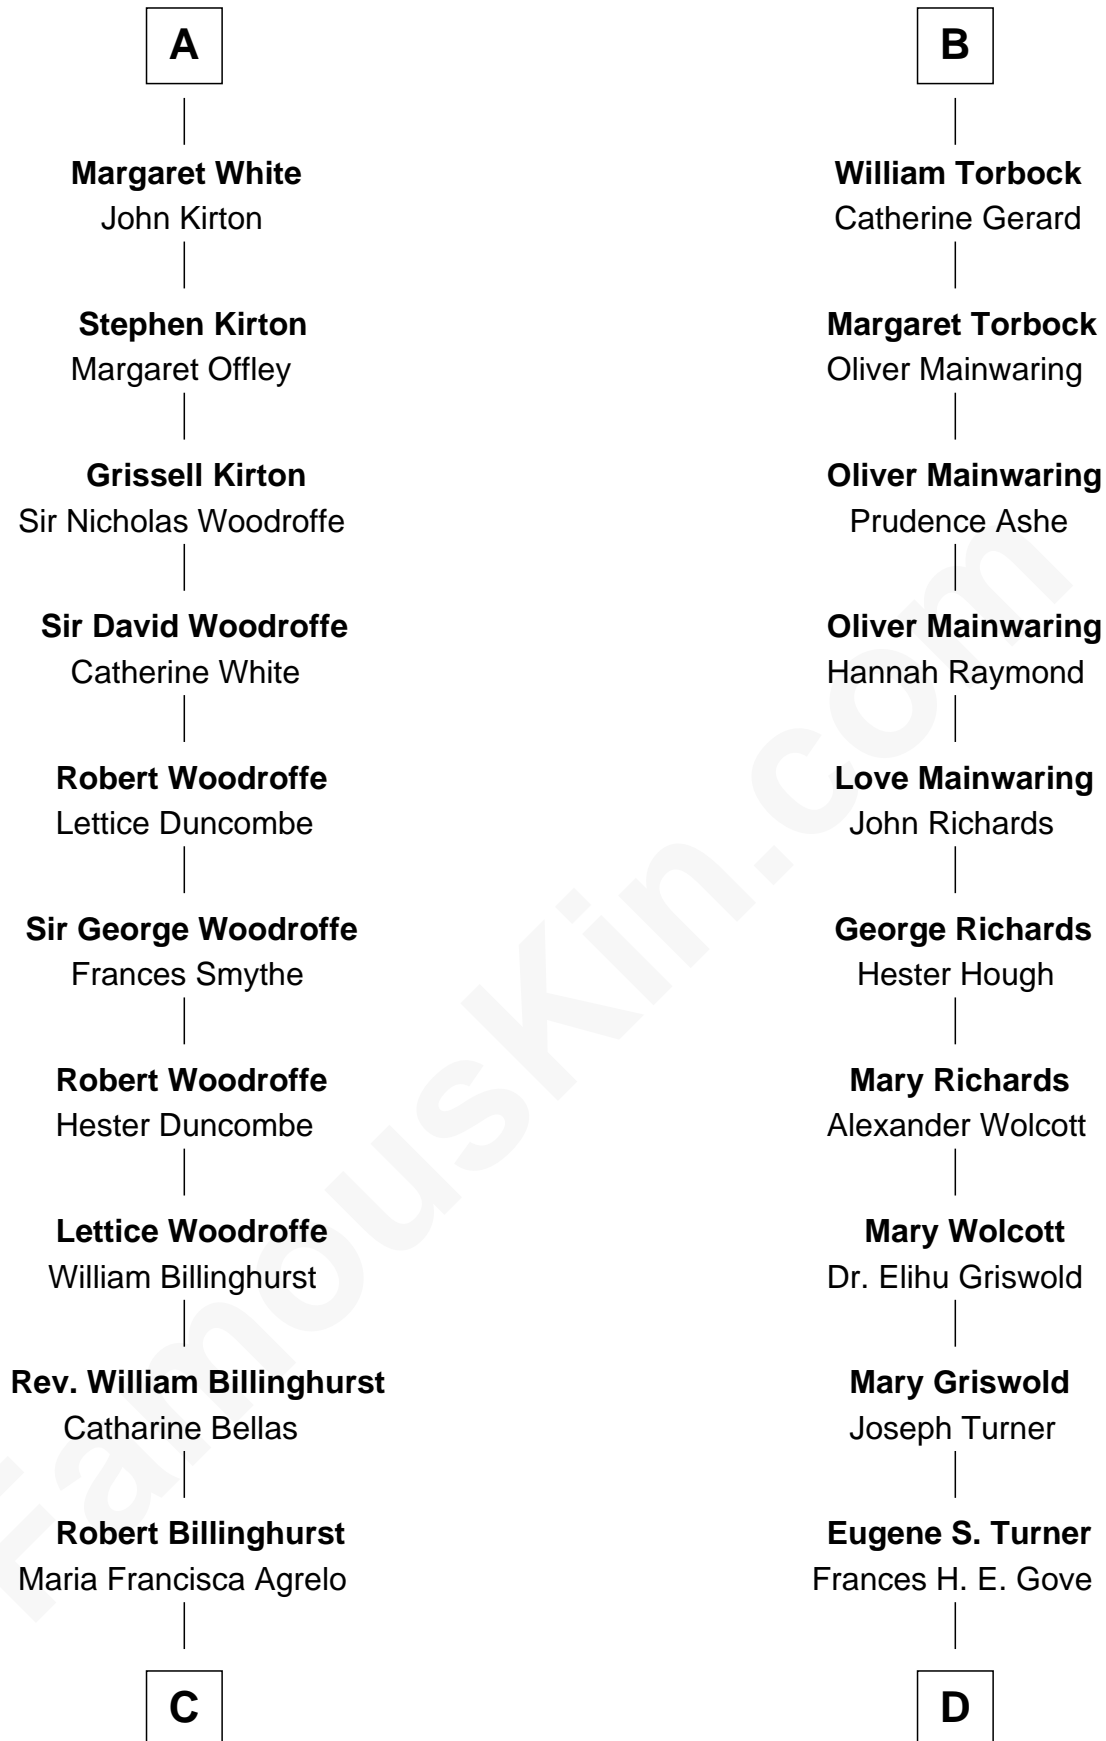 A
Margaret White
John Kirton
Stephen Kirton
Margaret Offley
Grissell Kirton
Sir Nicholas Woodroffe
Sir David Woodroffe
Catherine White
Robert Woodroffe
Lettice Duncombe
Sir George Woodroffe
Frances Smythe
Robert Woodroffe
Hester Duncombe
Lettice Woodroffe
William Billinghurst
Rev. William Billinghurst
Catharine Bellas
Robert Billinghurst
Maria Francisca Agrelo
C
B
William Torbock
Catherine Gerard
Margaret Torbock
Oliver Mainwaring
Oliver Mainwaring
Prudence Ashe
Oliver Mainwaring
Hannah Raymond
Love Mainwaring
John Richards
George Richards
Hester Hough
Mary Richards
Alexander Wolcott
Mary Wolcott
Dr. Elihu Griswold
Mary Griswold
Joseph Turner
Eugene S. Turner
Frances H. E. Gove
D
FamousKin.com